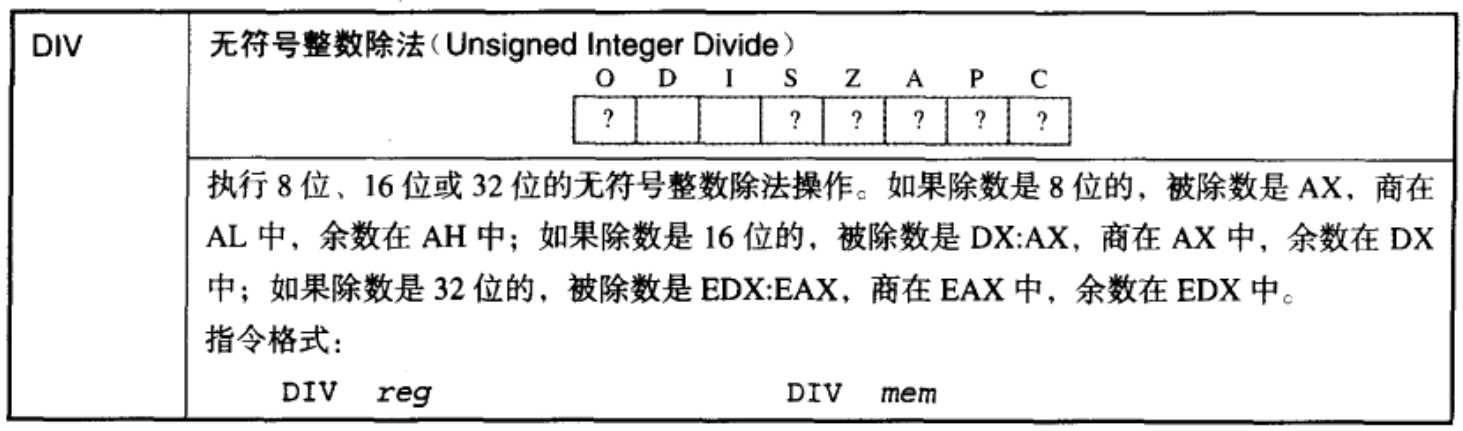 DIV
无符号整数除法(Unsigned Integer Divide)
O D I S Z A P C
? ? ? ? ? ?
执行 8 位、16 位或 32 位的无符号整数除法操作。如果除数是 8 位的，被除数是 AX，商在
AL 中，余数在 AH 中；如果除数是 16 位的，被除数是 DX:AX，商在 AX 中，余数在 DX
中；如果除数是 32 位的，被除数是 EDX:EAX，商在 EAX 中，余数在 EDX 中。
指令格式：
DIV reg DIV mem